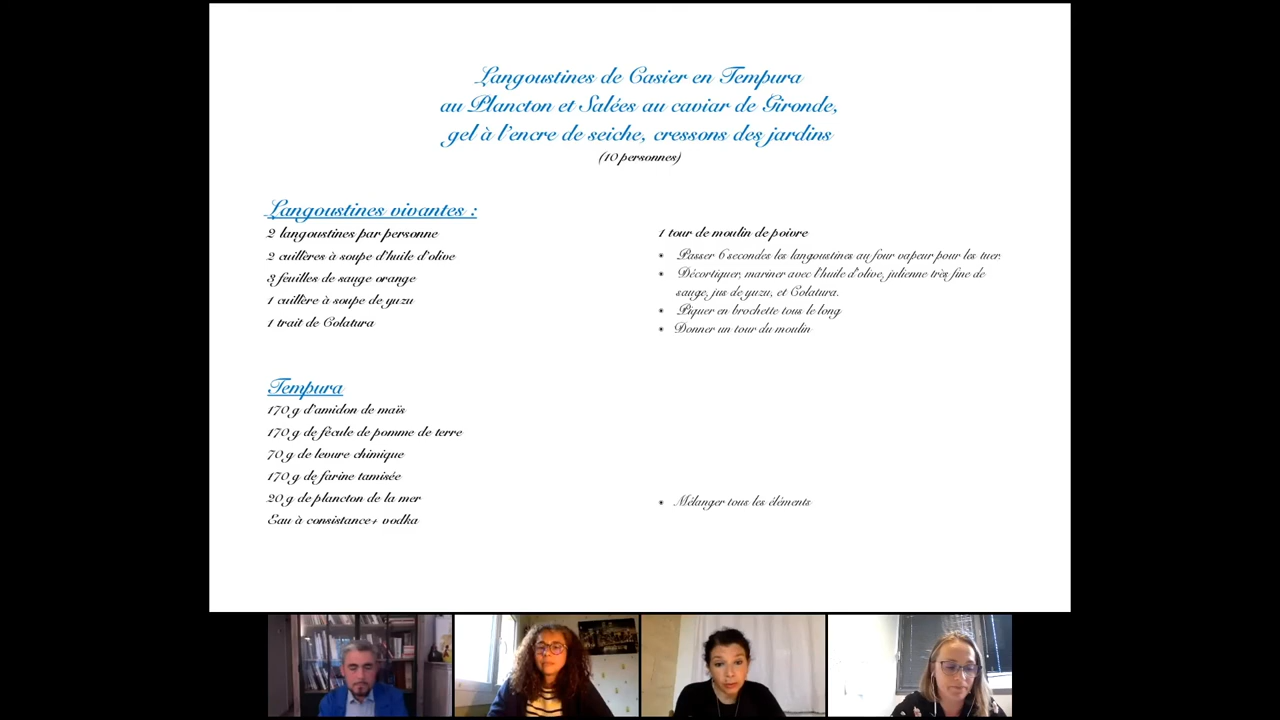 Langoustines de Casier en Tempura
au Plancton et Salées au caviar de Gironde,
gel à l'encre de seiche, cressons des jardins
(10 personnes)
Langoustines vivantes :
2 langoustines par personne
2 cuillères à soupe d'huile d'olive
3 feuilles de sauge orange
1 cuillère à soupe de yuzu
1 trait de Colatura
1 tour de moulin de poivre
* Passer 6 secondes les langoustines au four vapeur pour les tuer.
* Décortiquer, mariner avec l'huile d'olive, julienne très fine de
sauge, jus de yuzu, et Colatura.
* Piquer en brochette tous le long
* Donner un tour du moulin
Tempura
170 g d'amidon de maïs
170 g de fécule de pomme de terre
70 g de levure chimique
170 g de farine tamisée
20 g de plancton de la mer
Eau à consistance+ vodka
* Mélanger tous les éléments